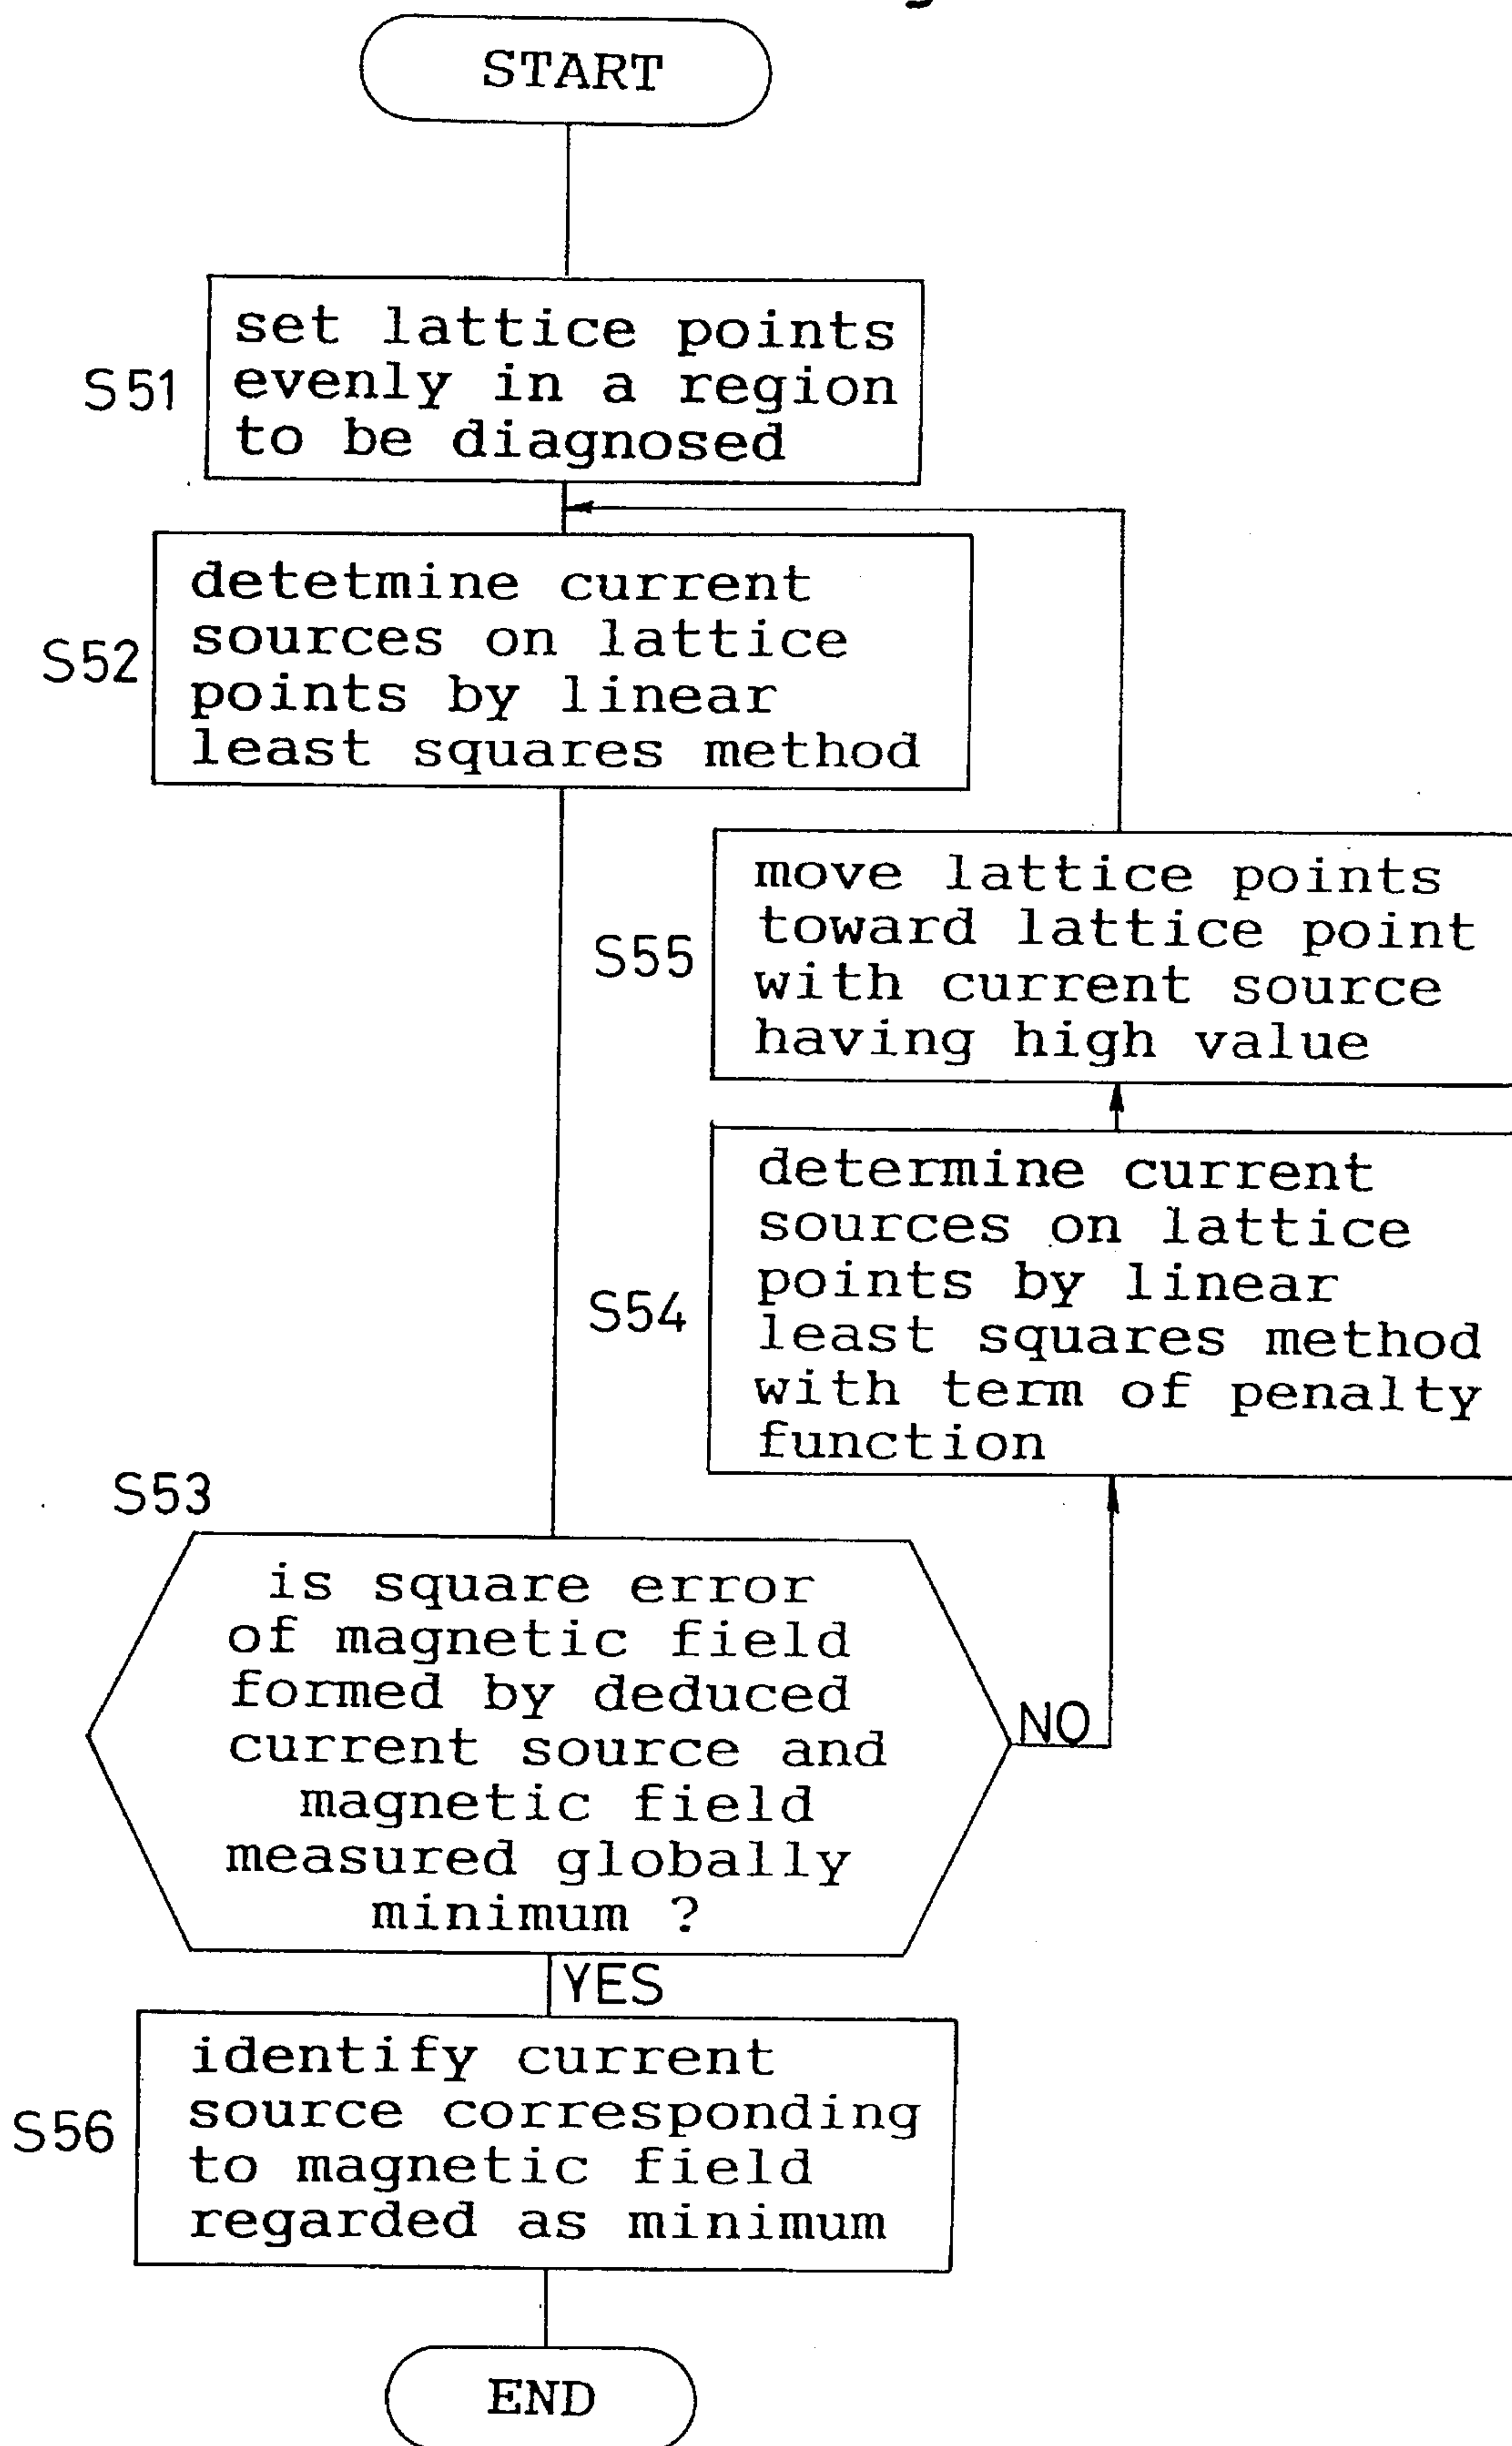 START
set lattice points
evenly in a region
to be diagnosed
S51
detetmine current
sources on lattice
points by linear
least squares method
S52
move lattice points
toward lattice point
with current source
having high value
S55
determine current
sources on lattice
points by linear
least squares method
with term of penalty
function
S54
S53
is square error
of magnetic field
formed by deduced
current source and
magnetic field
measured globally
minimum ?
NO
YES
identify current
source corresponding
to magnetic field
regarded as minimum
S56
END